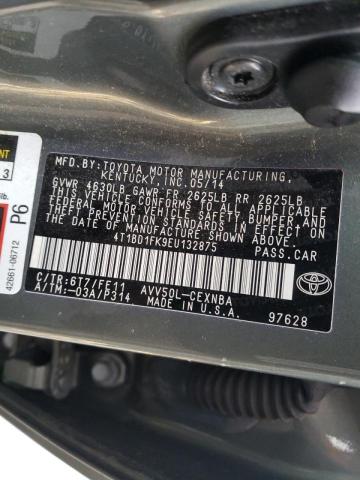 MFD.BY:TOYOTA MOTOR MANUFACTURING,
KENTUCKY,INC.05/14
GVWR 4630LB GAWR FR 2625LB RR 2625LB
THIS VEHICLE CONFORMS TO ALL APPLICABLE
FEDERAL MOTOR VEHICLE SAFETY, BUMPER AND
THEFT PREVENTION STANDARDS IN EFFECT ON
THE DATE OF MANUFACTURE SHOWN ABOVE.
4T1BD1FK9EU132875
PASS.CAR
C/TR:6T7/FE11 AVV50L-CEXNBA
A/TM:-03A/P314 MADE IN U.S.A.
97628
TOYOTA
P6
42661-06712
3